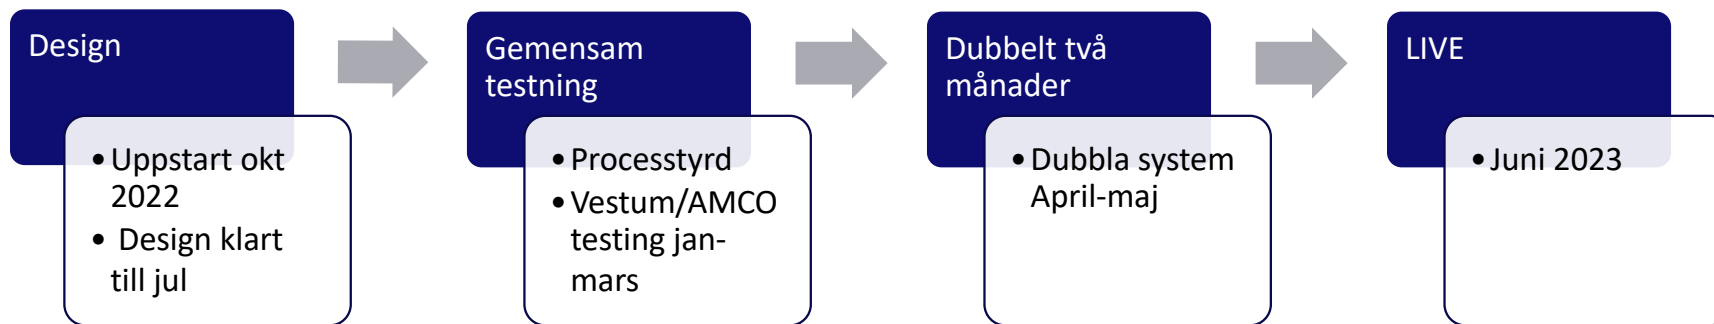 Design
•Uppstart okt
2022
• Design klart
till jul
Gemensam
testning
•Processtyrd
•Vestum/AMCO
testing jan-
mars
Dubbelt två
månader
•Dubbla system
April-maj
LIVE
•Juni 2023